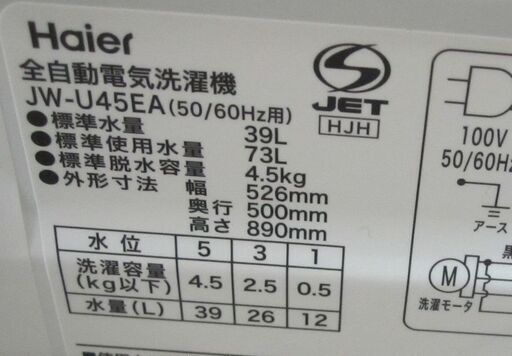 Haier
全自動電気洗濯機
JW-U45EA(50/60Hz用)
●標準水量 39L
●標準使用水量 73L
●標準脱水容量 4.5kg
●外形寸法 幅 526mm
奥行 500mm
高さ 890mm
S
JET
HJH
水位 5 3 1
洗濯容量(kg以下) 4.5 2.5 0.5
水量(L) 39 26 12
100V
50/60Hz
アース
黒
M
洗濯モータ